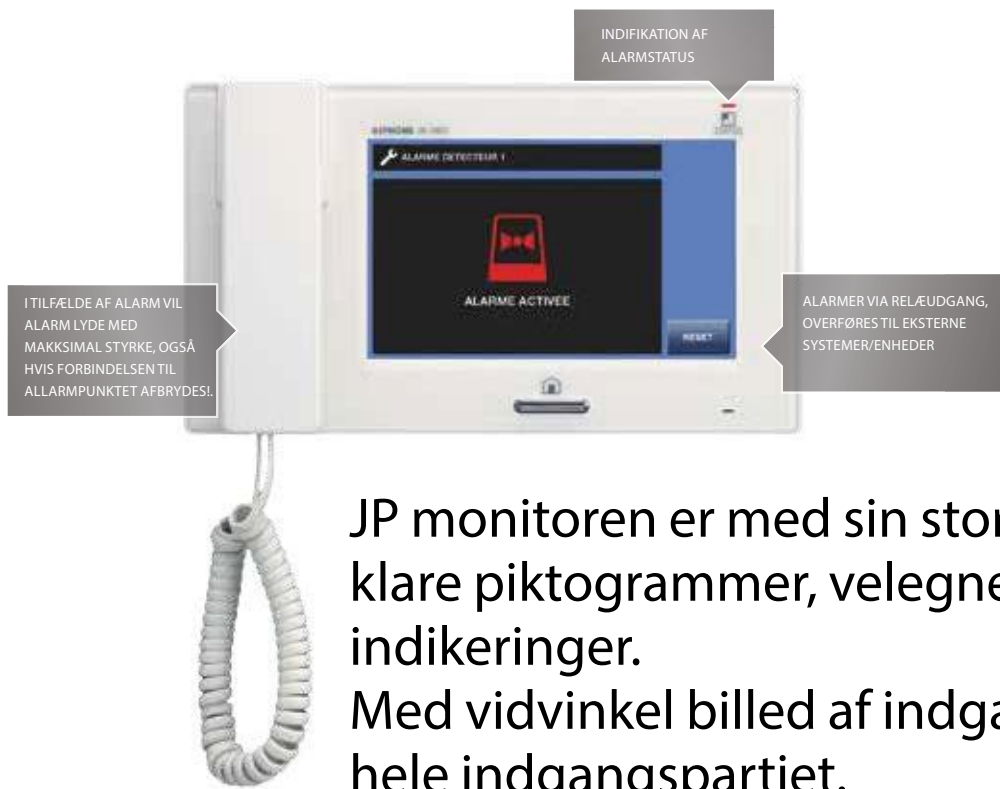 INDIFIKATION AF
ALARMSTATUS
AIPHONE
ALARME DETECTEUR 1
ALARME ACTIVEE
RESET
I TILFÆLDE AF ALARM VIL
ALARM LYDE MED
MAKKSIMAL STYRKE, OGSÅ
HVIS FORBINDELSEN TIL
ALLARMPUNKTET AFBRYDES!.
ALARMER VIA RELÆUDGANG,
OVERFØRES TIL EKSTERNE
SYSTEMER/ENHEDER
JP monitoren er med sin stor
klare piktogrammer, velegne
indikeringer.
Med vidvinkel billed af indga
hele indgangspartiet.